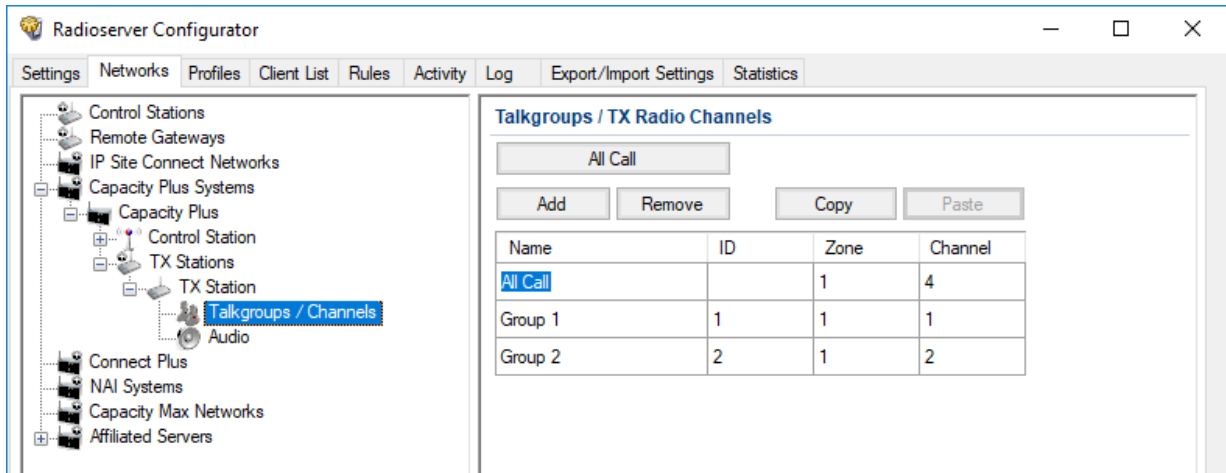 Radioserver Configurator
Settings Networks Profiles Client List Rules Activity Log Export/Import Settings Statistics
Control Stations
Remote Gateways
IP Site Connect Networks
Capacity Plus Systems
Capacity Plus
Control Station
TX Stations
TX Station
Talkgroups / Channels
Audio
Connect Plus
NAI Systems
Capacity Max Networks
Affiliated Servers
Talkgroups / TX Radio Channels
All Call
Add Remove Copy Paste
Name ID Zone Channel
All Call 1 4
Group 1 1 1 1
Group 2 2 1 2